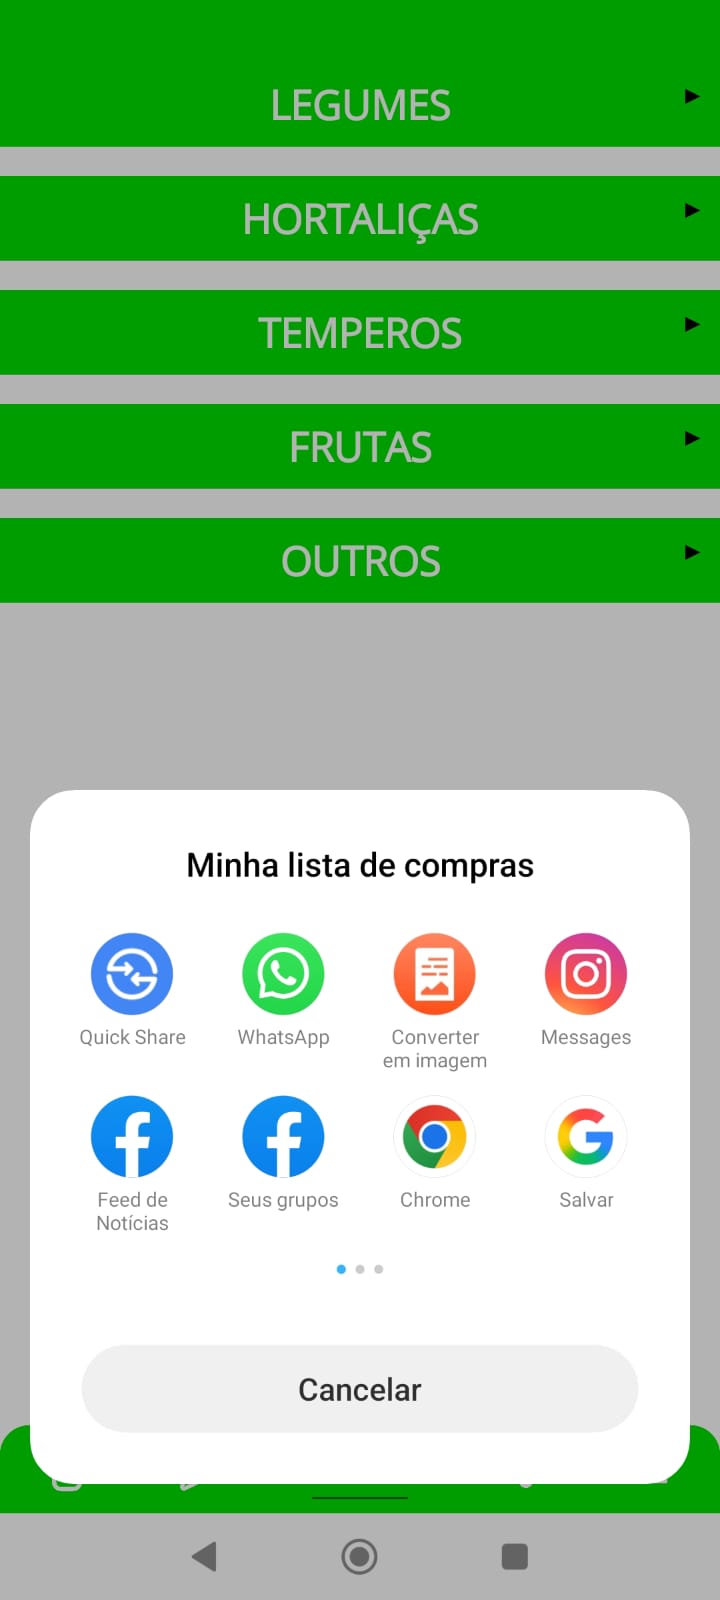 LEGUMES
HORTALIÇAS
TEMPEROS
FRUTAS
OUTROS
Minha lista de compras
Quick Share
WhatsApp
Converter
em imagem
Messages
Feed de
Notícias
Seus grupos
Chrome
Salvar
Cancelar